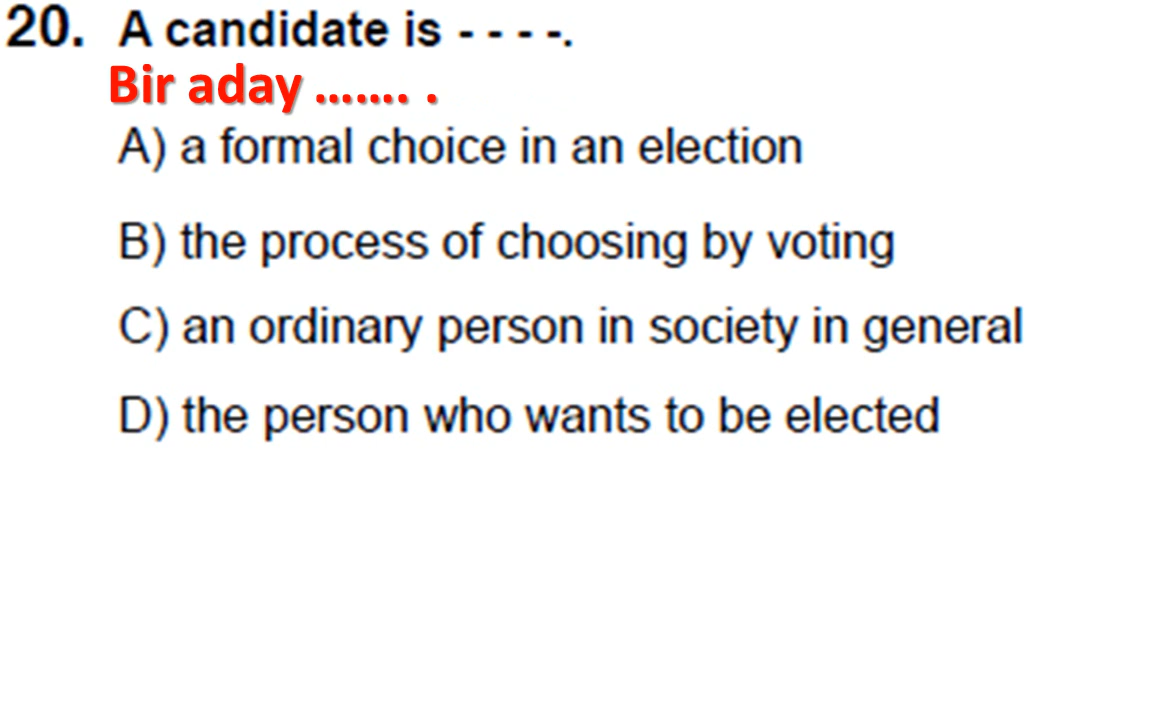 20. A candidate is - - - -.
Bir aday ....... .
A) a formal choice in an election
B) the process of choosing by voting
C) an ordinary person in society in general
D) the person who wants to be elected